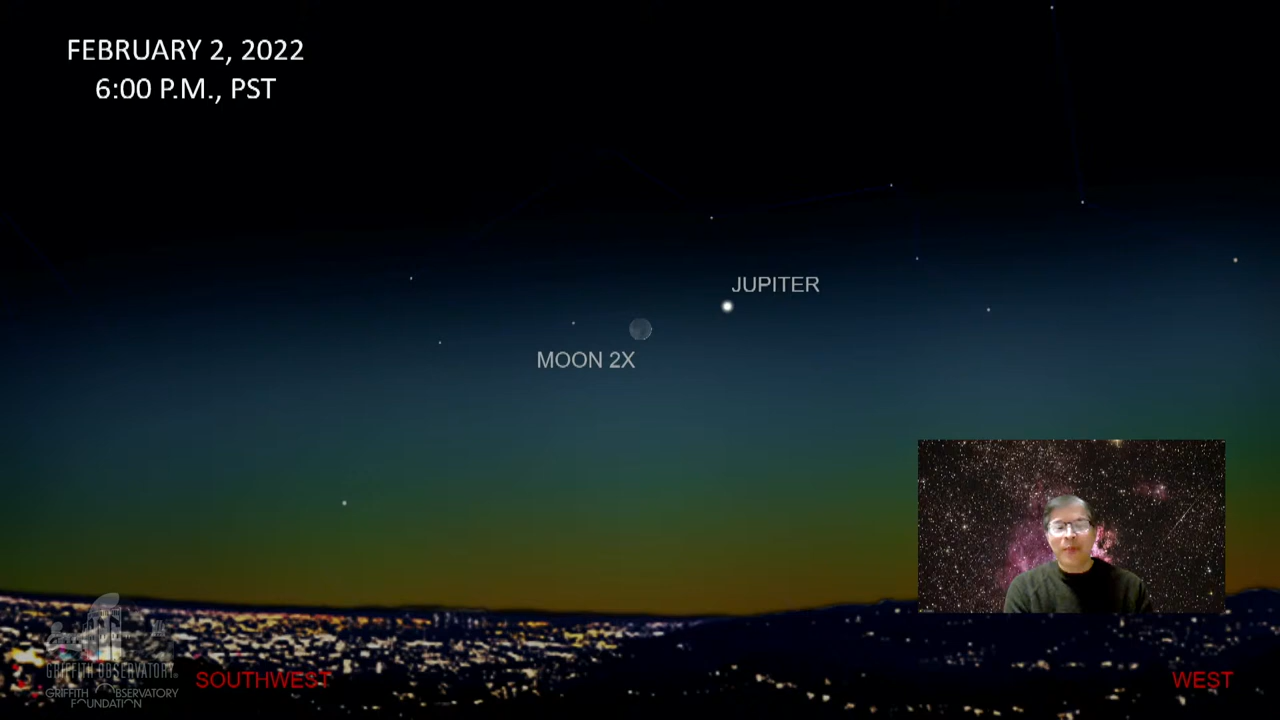 FEBRUARY 2, 2022
6:00 P.M., PST
JUPITER
MOON 2X
GRIFFITH OBSERVATORY
SOUTHWEST
WEST
GRIFFITH OBSERVATORY
FOUNDATION